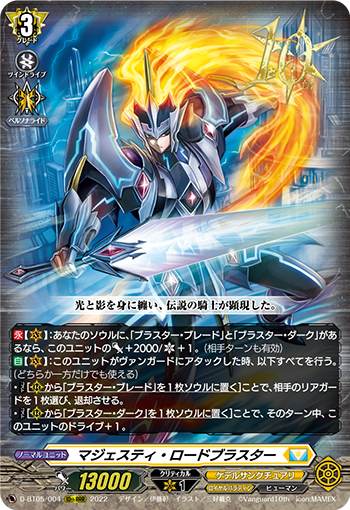 3
グレード
ツインドライブ
ペルソナライド
光と影を身に纏い、伝説の騎士が顕現した。
永【】:あなたのソウルに、「ブラスター・ブレード」と「ブラスター・ダーク」があ
るなら、このユニットの+2000/+1。(相手ターンも有効)
自【】:このユニットがヴァンガードにアタックした時、以下すべてを行う。
(どちらか一方だけでも使える)
・【から「ブラスター・ブレード」を1枚ソウルに置く】ことで、相手のリアガー
ドを1枚選び、退却させる。
・【から「ブラスター・ダーク」を1枚ソウルに置く】ことで、そのターン中、こ
のユニットのドライブ+1。
ノーマルユニット
マジェスティ・ロードブラスター
パワー
13000
クリティカル
1
ケテルサンクチュアリ
ロイヤルパラディン
ヒューマン
D-BT05/004 RRR 2022 デザイン/伊藤彰 イラスト/三好載克 ©Vanguard10th